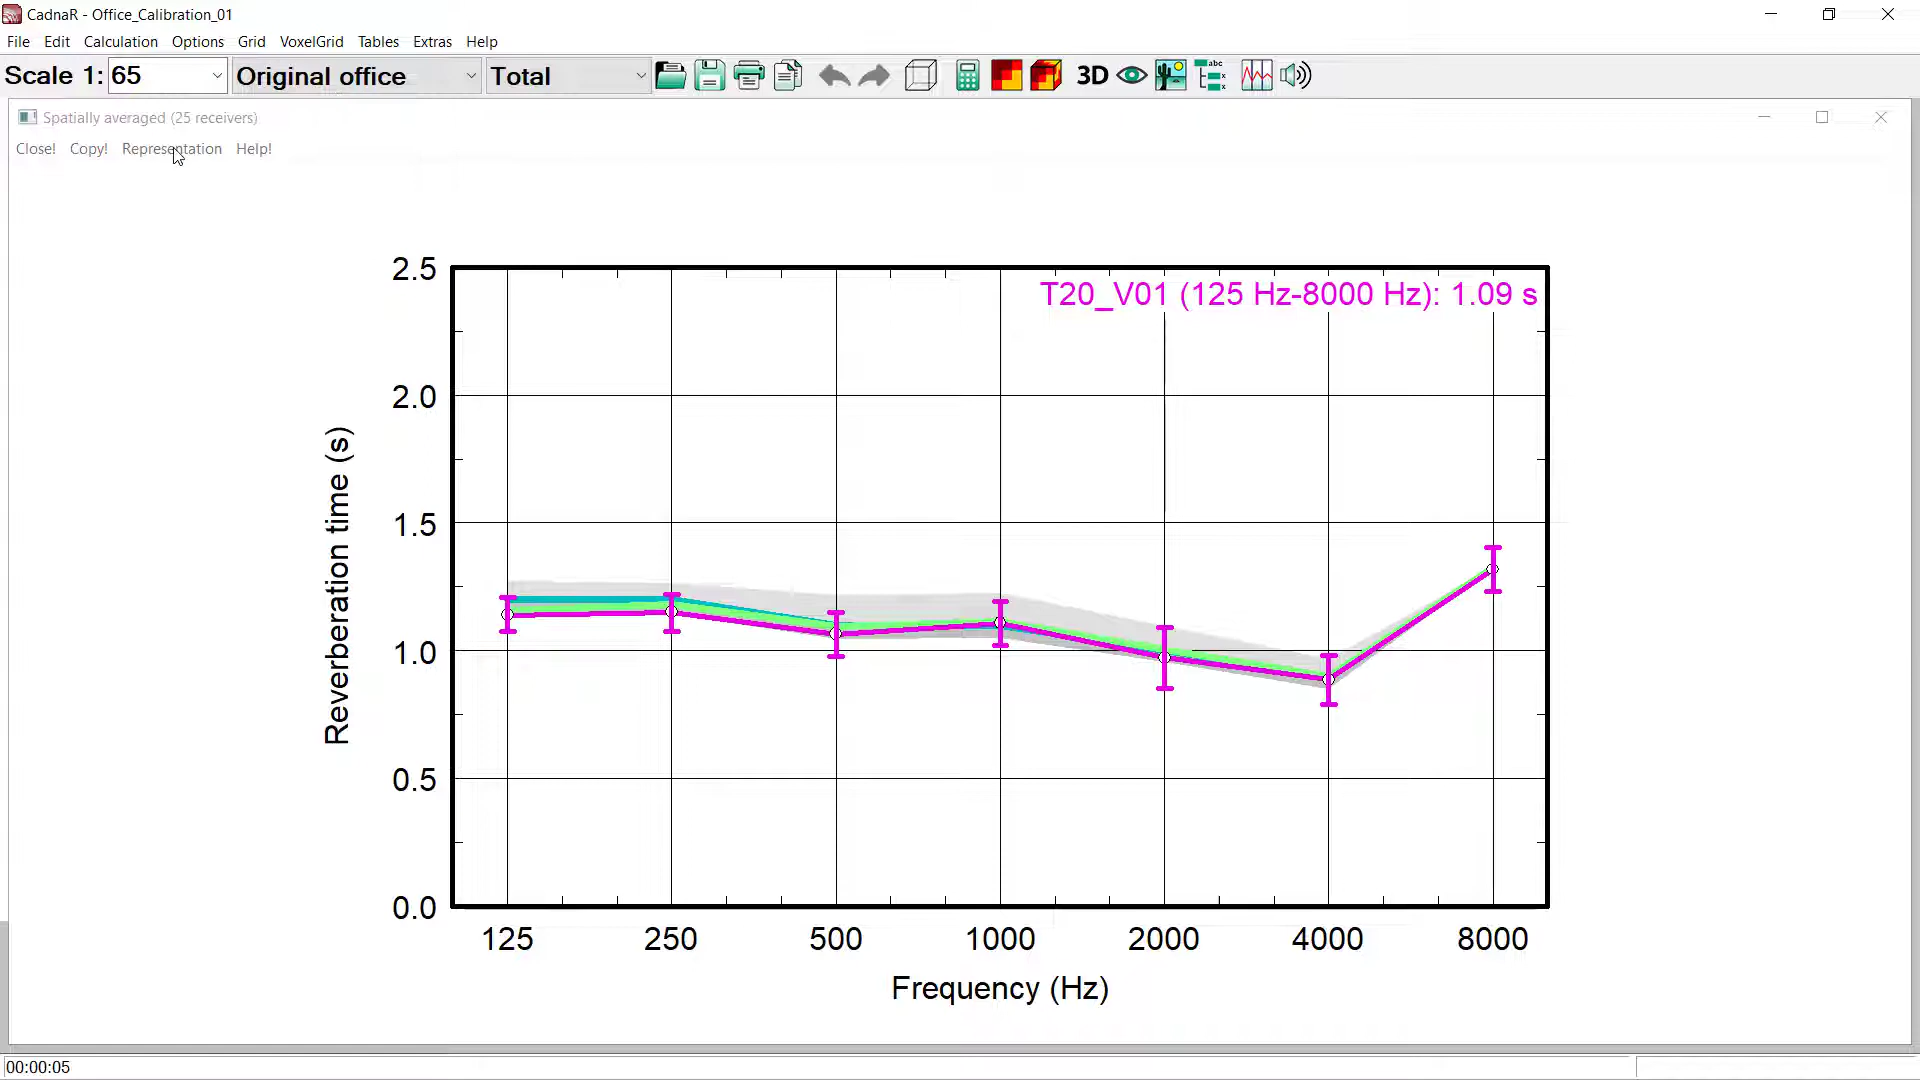 CadnaR - Office_Calibration_01
File Edit Calculation Options Grid VoxelGrid Tables Extras Help
Scale 1: 65 Original office Total abc 3D
Spatially averaged (25 receivers)
Close! Copy! Representation Help!
T20_V01 (125 Hz-8000 Hz): 1.09 s
2.5
2.0
1.5
1.0
0.5
0.0
Reverberation time (s)
125 250 500 1000 2000 4000 8000
Frequency (Hz)
00:00:05